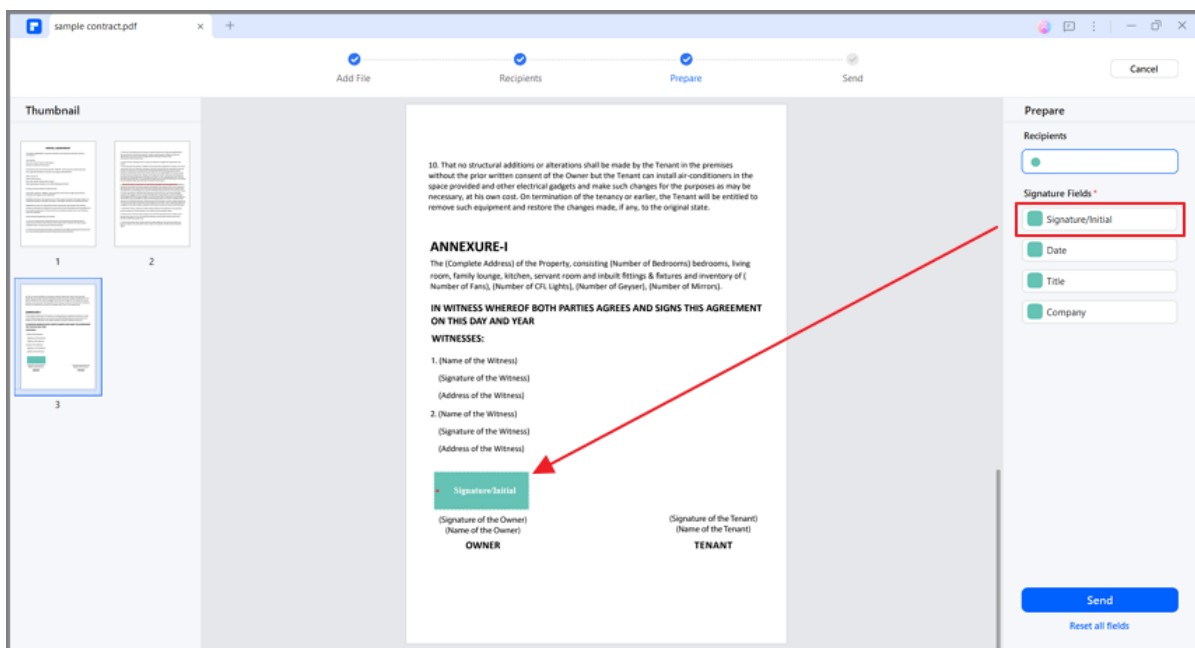 sample contract.pdf
Add File
Recipients
Prepare
Send
Cancel
Thumbnail
1
2
3
10. That no structural additions or alterations shall be made by the Tenant in the premises
without the prior written consent of the Owner but the Tenant can install air-conditioners in the
space provided and other electrical gadgets and make such changes for the purposes as may be
necessary, at his own cost. On termination of the tenancy or earlier, the Tenant will be entitled to
remove such equipment and restore the changes made, if any, to the original state.
ANNEXURE-I
The (Complete Address) of the Property, consisting (Number of Bedrooms) bedrooms, living
room, family lounge, kitchen, servant room and inbuilt fittings & fixtures and inventory of (
Number of Fans), (Number of CFL Lights), (Number of Geyser), (Number of Mirrors).
IN WITNESS WHEREOF BOTH PARTIES AGREES AND SIGNS THIS AGREEMENT
ON THIS DAY AND YEAR
WITNESSES:
1. (Name of the Witness)
(Signature of the Witness)
(Address of the Witness)
2. (Name of the Witness)
(Signature of the Witness)
(Address of the Witness)
* Signature/Initial
(Signature of the Owner)
(Name of the Owner)
OWNER
(Signature of the Tenant)
(Name of the Tenant)
TENANT
Prepare
Recipients
Signature Fields *
Signature/Initial
Date
Title
Company
Send
Reset all fields